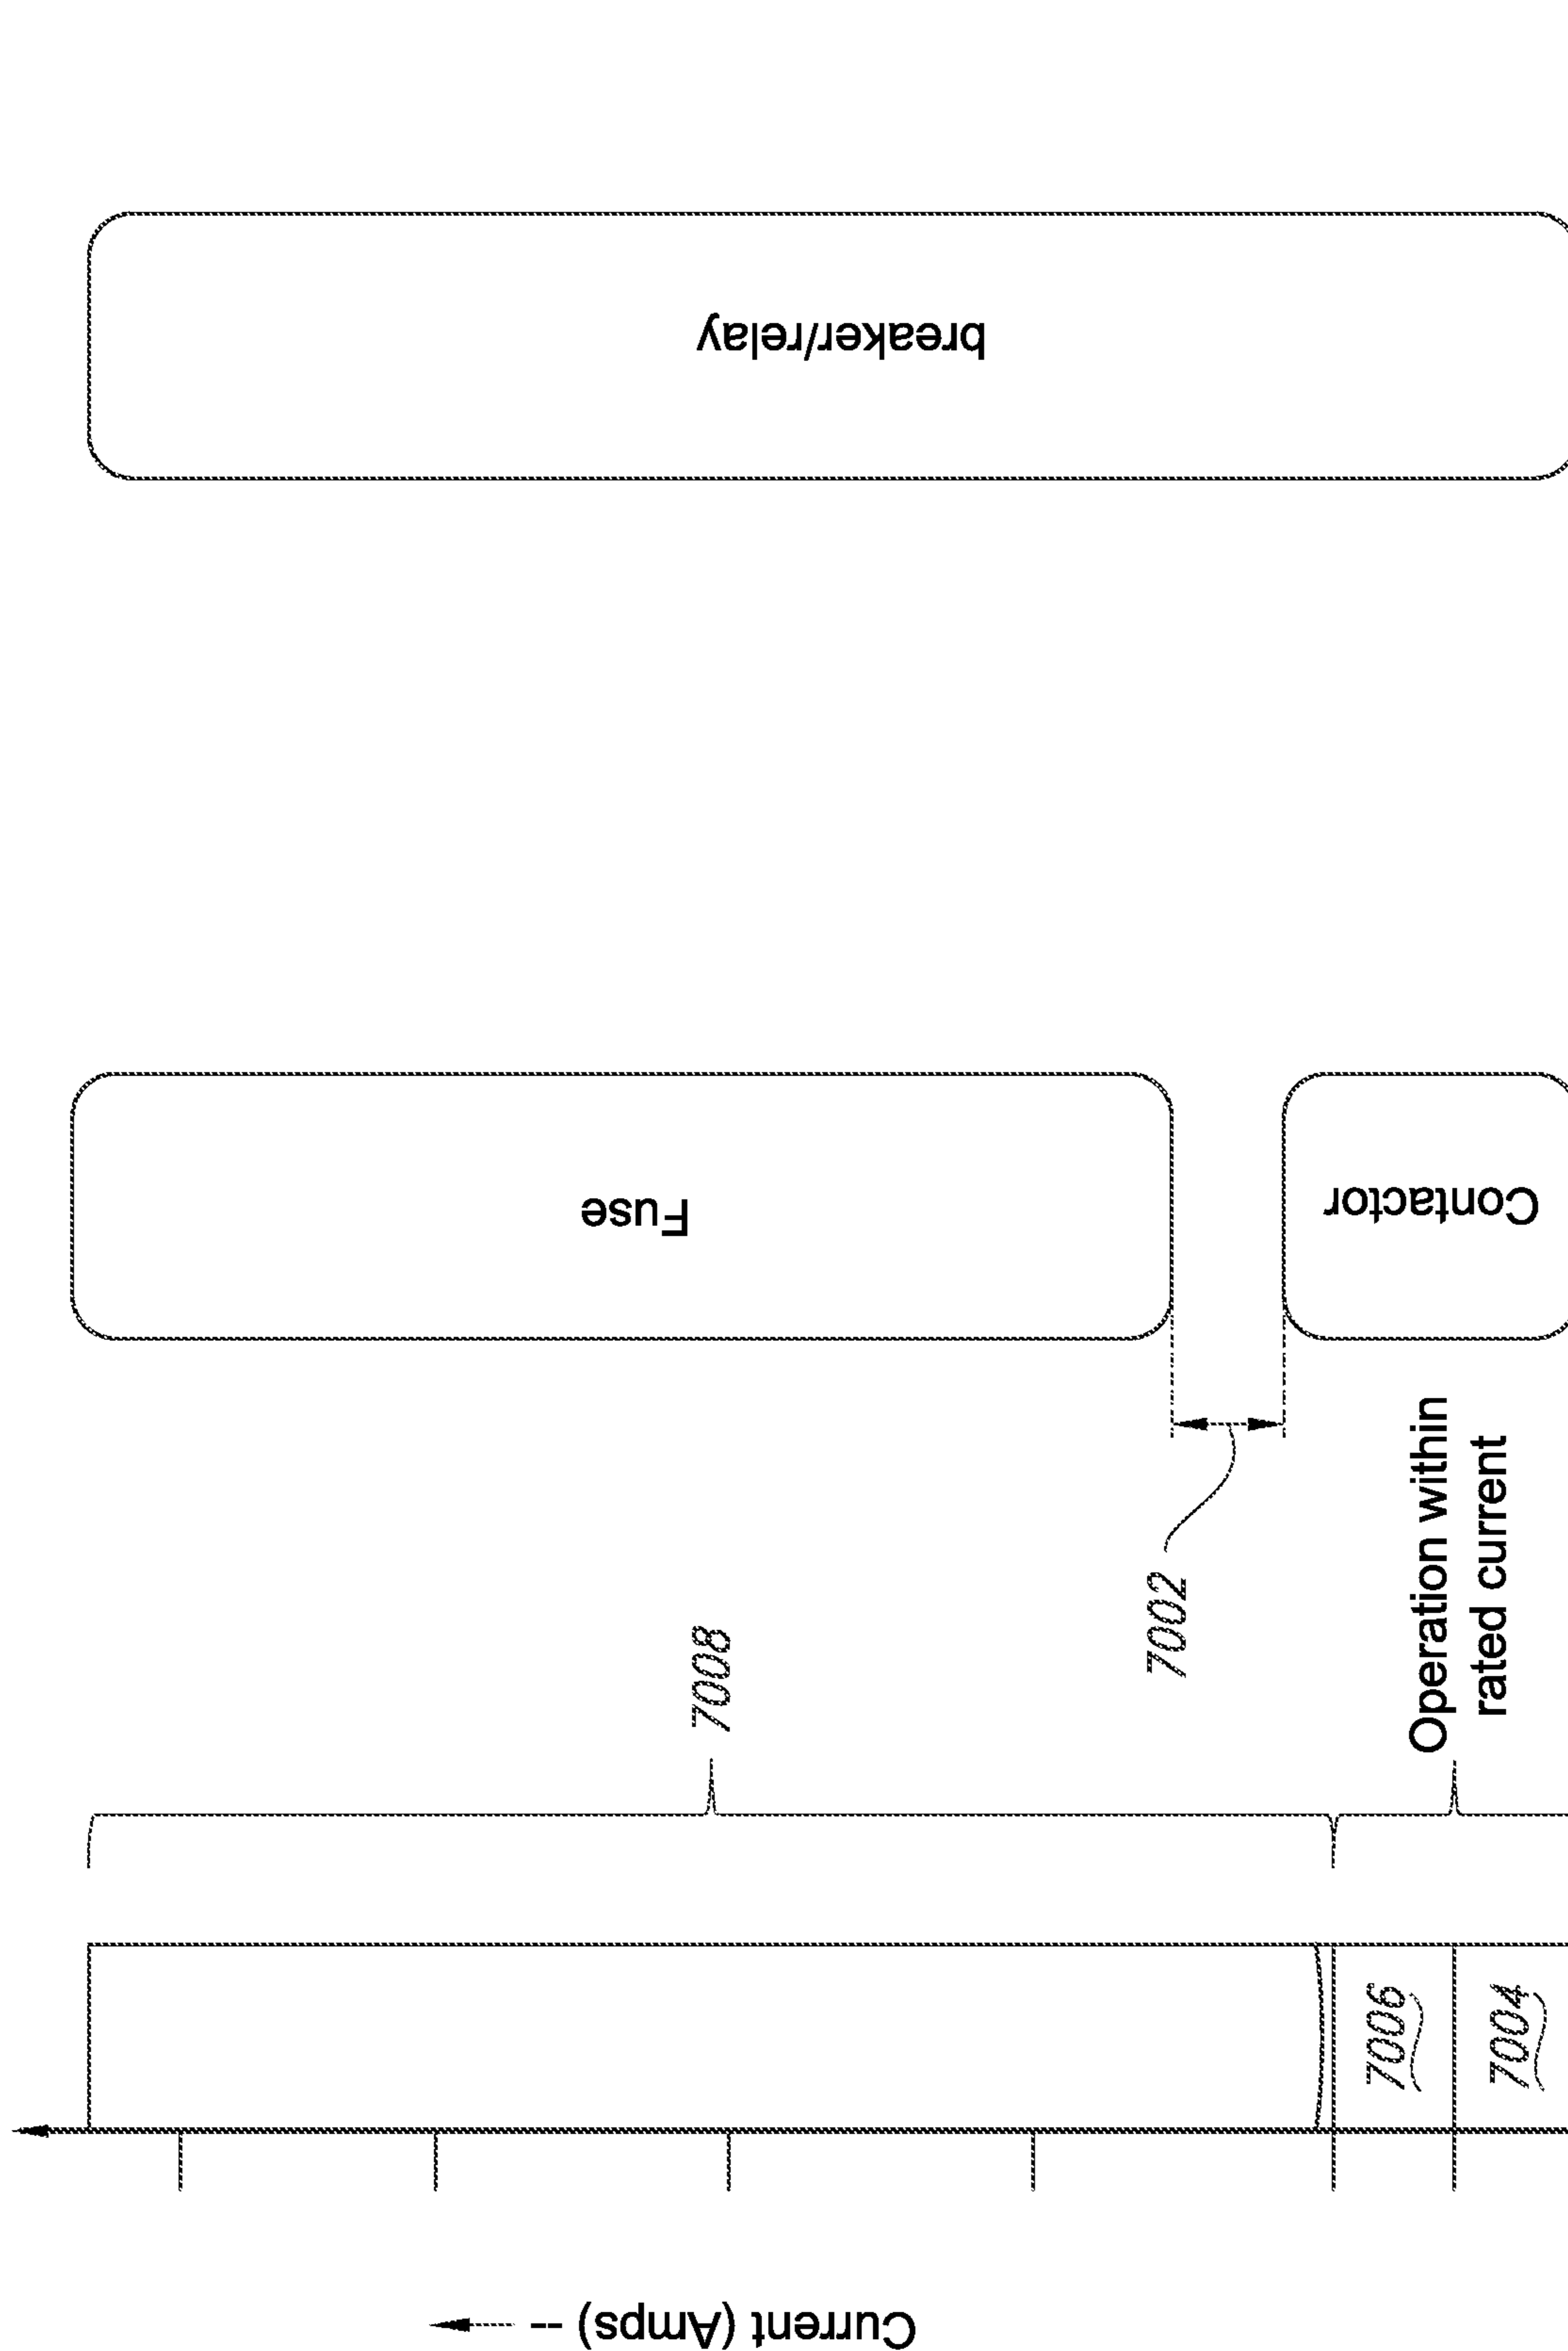 breaker/relay
Fuse
Contactor
7002
7008
Operation within
rated current
7006
7004
Current (Amps) --